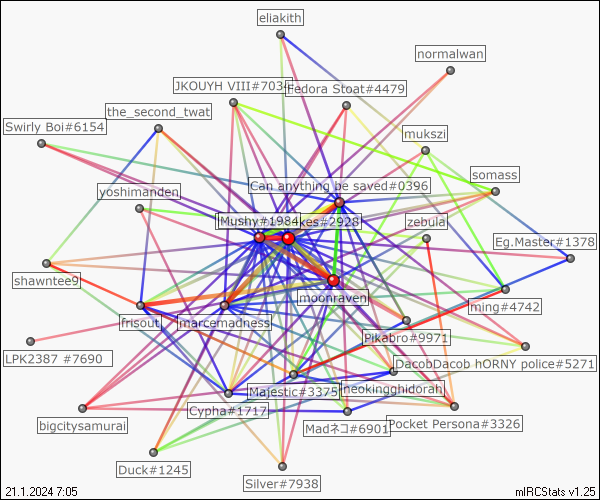 eliakith
normalwan
JKOUYH VIII#703
Fedora Stoat#4479
the_second_twat
Swirly Boi#6154
mukszi
somass
Can anything be saved#0396
yoshimanden
Mushy#1984
kes#2928
zebula
Eg.Master#1378
shawntee9
moonraven
ming#4742
frisout
marcemadness
Pikabro#9971
LPK2387 #7690
DacobDacob hORNY police#5271
Majestic#3375
neokingghidorah
Cypha#1717
bigcitysamurai
Madネコ#6901
Pocket Persona#3326
Duck#1245
Silver#7938
21.1.2024 7:05
mIRCStats v1.25